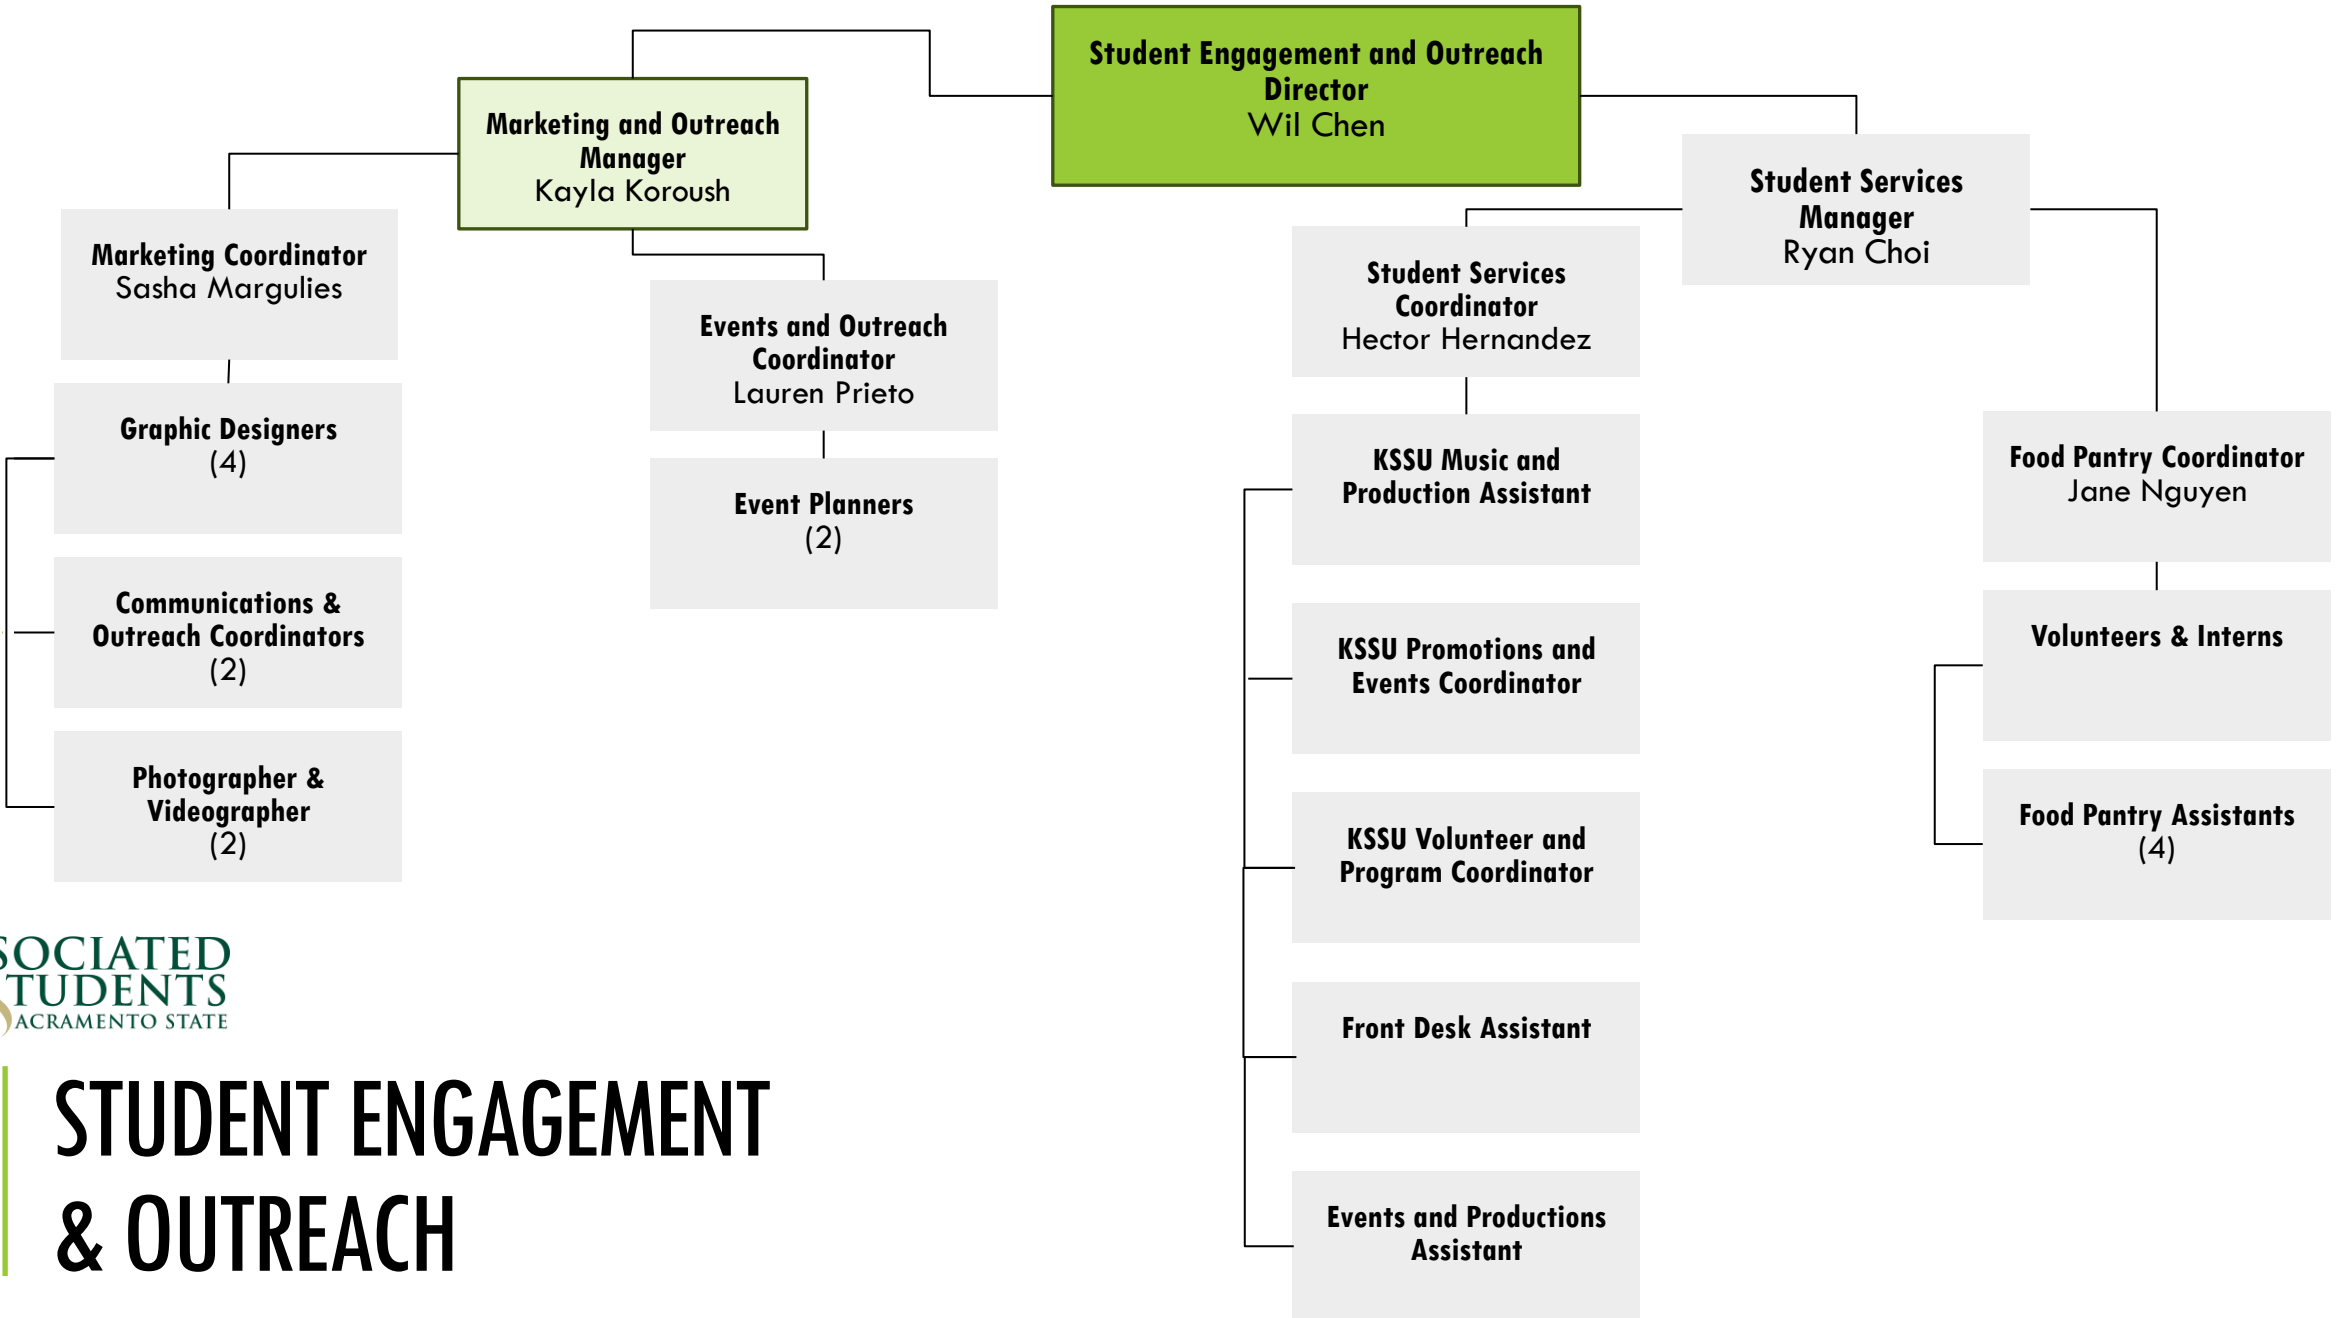 Student Engagement and Outreach
Director
Wil Chen
Marketing and Outreach
Manager
Kayla Koroush
Student Services
Manager
Ryan Choi
Marketing Coordinator
Sasha Margulies
Events and Outreach
Coordinator
Lauren Prieto
Student Services
Coordinator
Hector Hernandez
Food Pantry Coordinator
Jane Nguyen
Graphic Designers
(4)
Communications &
Outreach Coordinators
(2)
Photographer &
Videographer
(2)
Event Planners
(2)
KSSU Music and
Production Assistant
KSSU Promotions and
Events Coordinator
KSSU Volunteer and
Program Coordinator
Front Desk Assistant
Events and Productions
Assistant
Volunteers & Interns
Food Pantry Assistants
(4)
SOCIATED
TUDENTS
ACRAMENTO STATE
STUDENT ENGAGEMENT
& OUTREACH